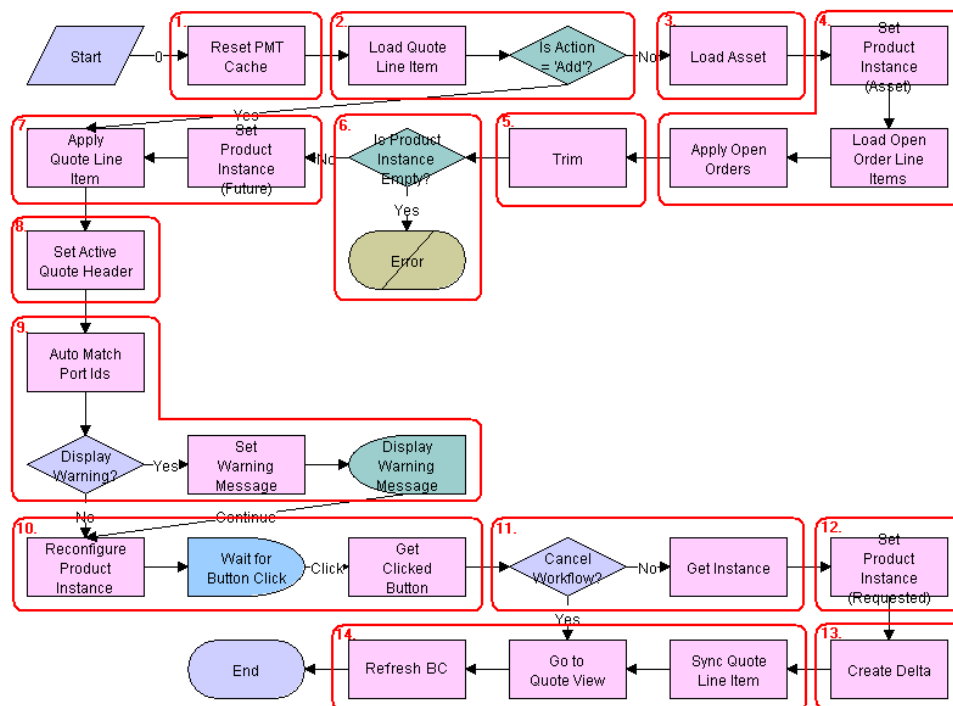 1.
2.
3.
4.
Start
0
Reset PMT
Cache
Load Quote
Line Item
Is Action
= 'Add'?
No
Load Asset
Set
Product
Instance
(Asset)
Yes
7.
6.
5.
Apply
Quote Line
Item
Set
Product
Instance
(Future)
No
Is Product
Instance
Empty?
Trim
Apply Open
Orders
Load Open
Order Line
Items
Yes
Error
8.
Set Active
Quote Header
9.
Auto Match
Port Ids
Display
Warning?
Yes
Set
Warning
Message
Display
Warning
Message
No
Continue
10.
11.
12.
Reconfigure
Product
Instance
Wait for
Button Click
Click
Get
Clicked
Button
Cancel
Workflow?
No
Get Instance
Set
Product
Instance
(Requested)
Yes
14.
13.
End
Refresh BC
Go to
Quote View
Sync Quote
Line Item
Create Delta